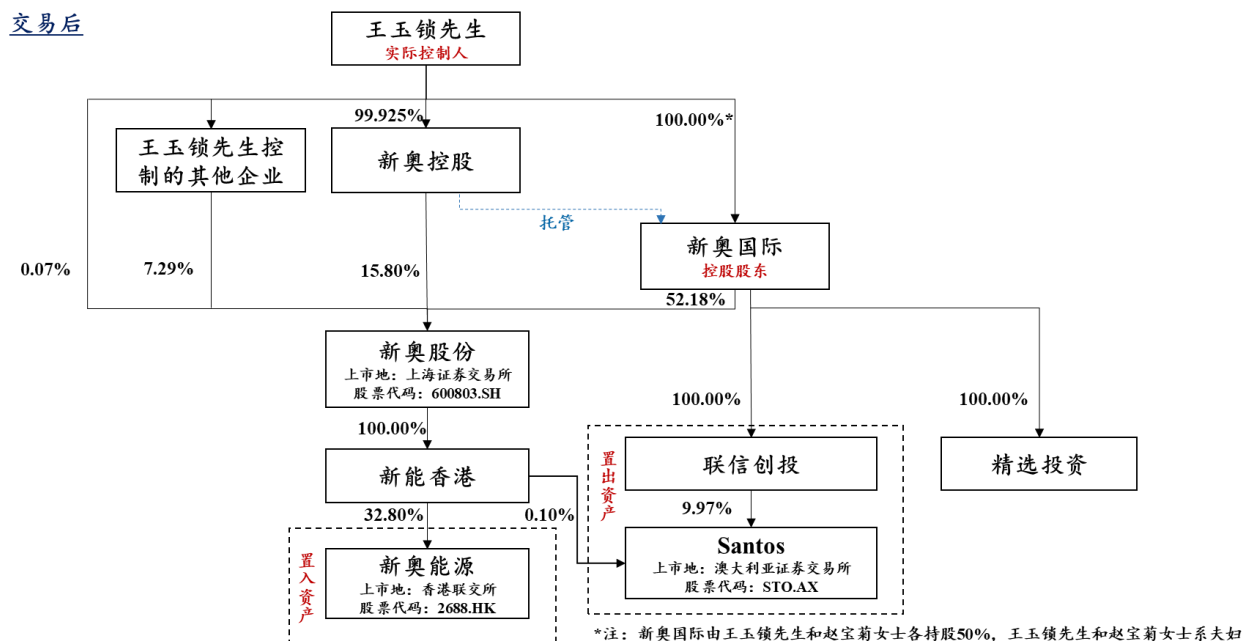 交易后
王玉锁先生
实际控制人
99.925%
100.00%*
王玉锁先生控
制的其他企业
新奥控股
托管
新奥国际
控股股东
0.07%
7.29%
15.80%
52.18%
新奥股份
上市地：上海证券交易所
股票代码：600803.SH
100.00%
100.00%
100.00%
新能香港
置出资产
联信创投
精选投资
32.80%
0.10%
9.97%
置入资产
新奥能源
上市地：香港联交所
股票代码：2688.HK
Santos
上市地：澳大利亚证券交易所
股票代码：STO.AX
*注：新奥国际由王玉锁先生和赵宝菊女士各持股50%，王玉锁先生和赵宝菊女士系夫妇